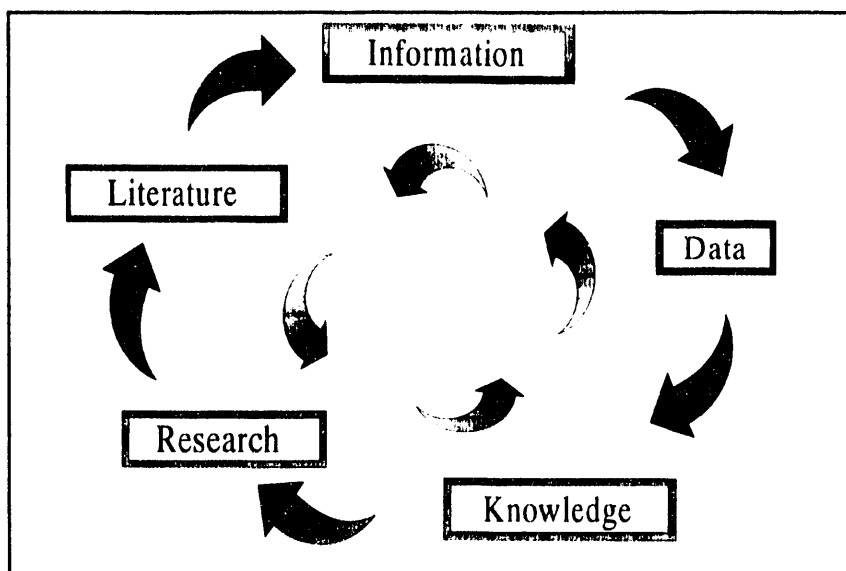 Information
Literature
Data
Research
Knowledge